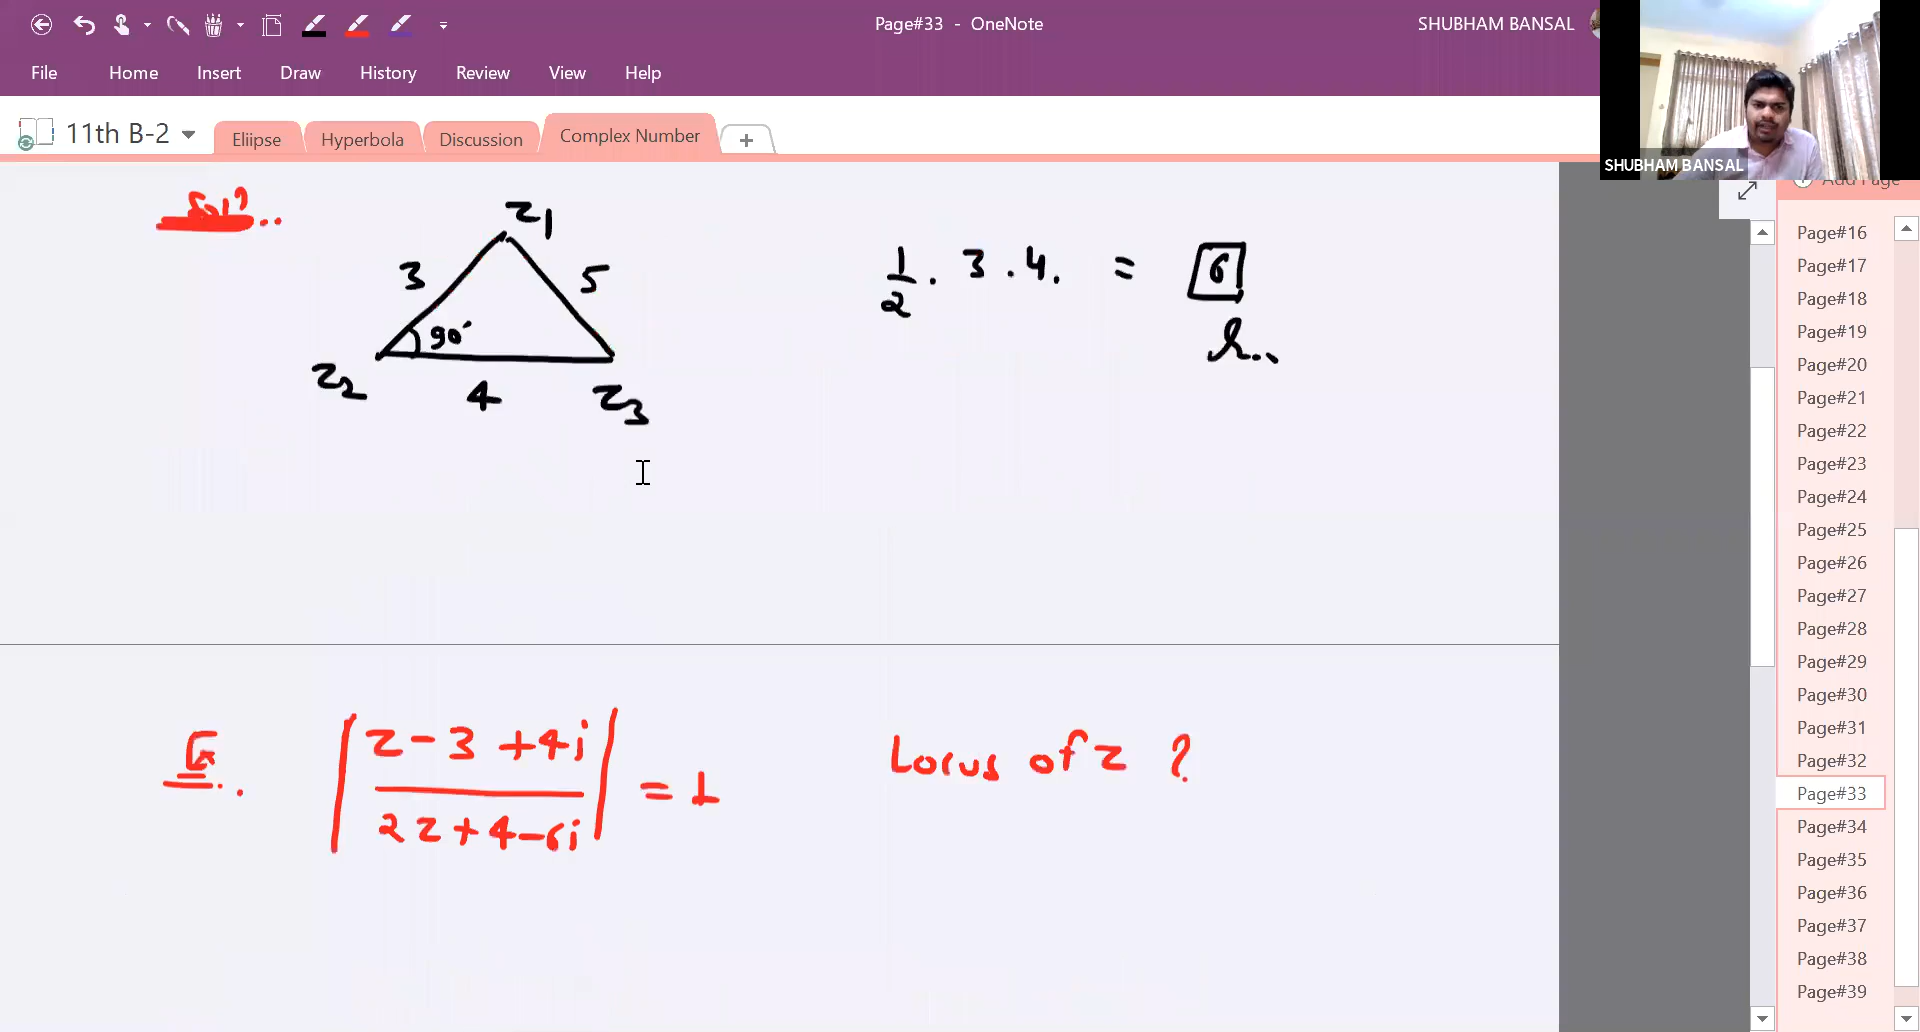 Page#33 - OneNote
SHUBHAM BANSAL
File Home Insert Draw History Review View Help
11th B-2
Eliipse
Hyperbola
Discussion
Complex Number
+
SHUBHAM BANSAL
Add Page
Page#16
Page#17
Page#18
Page#19
Page#20
Page#21
Page#22
Page#23
Page#24
Page#25
Page#26
Page#27
Page#28
Page#29
Page#30
Page#31
Page#32
Page#33
Page#34
Page#35
Page#36
Page#37
Page#38
Page#39
Sol?..
z1
3
5
90°
z2
4
z3
1/2 . 3 . 4. = 6
|z - 3 + 4i / 2z + 4 - 6i| = 1
Locus of z ?